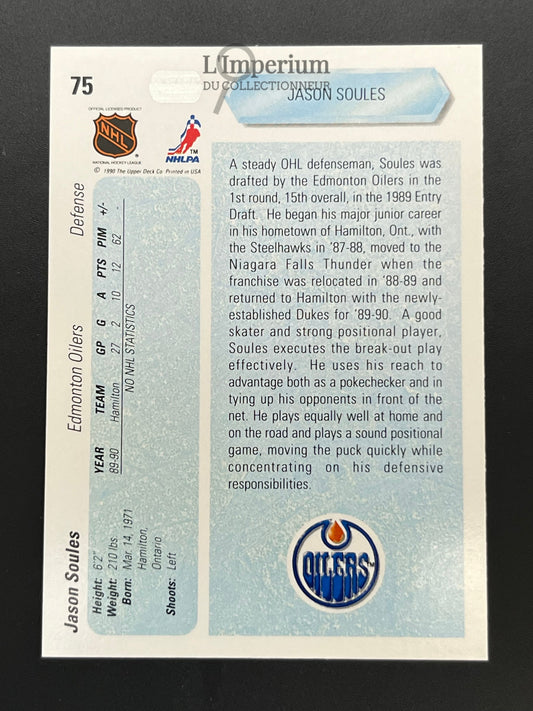 75
L'Imperium
DU COLLECTIONNEUR
JASON SOULES
OFFICIAL LICENSED PRODUCT
NHL
NATIONAL HOCKEY LEAGUE
NHLPA
TM
© 1990 The Upper Deck Co. Printed in USA
A steady OHL defenseman, Soules was
drafted by the Edmonton Oilers in the
1st round, 15th overall, in the 1989 Entry
Draft. He began his major junior career
in his hometown of Hamilton, Ont., with
the Steelhawks in '87-88, moved to the
Niagara Falls Thunder when the
franchise was relocated in '88-89 and
returned to Hamilton with the newly-
established Dukes for '89-90. A good
skater and strong positional player,
Soules executes the break-out play
effectively. He uses his reach to
advantage both as a pokechecker and in
tying up his opponents in front of the
net. He plays equally well at home and
on the road and plays a sound positional
game, moving the puck quickly while
concentrating on his defensive
responsibilities.
OILERS
TM
Jason Soules Edmonton Oilers Defense
Height: 6'2"
Weight: 210 lbs.
Born: Mar. 14, 1971
Hamilton,
Ontario
Shoots: Left
YEAR TEAM GP G A PTS PIM +/-
89-90 Hamilton 27 2 10 12 62 -
NO NHL STATISTICS